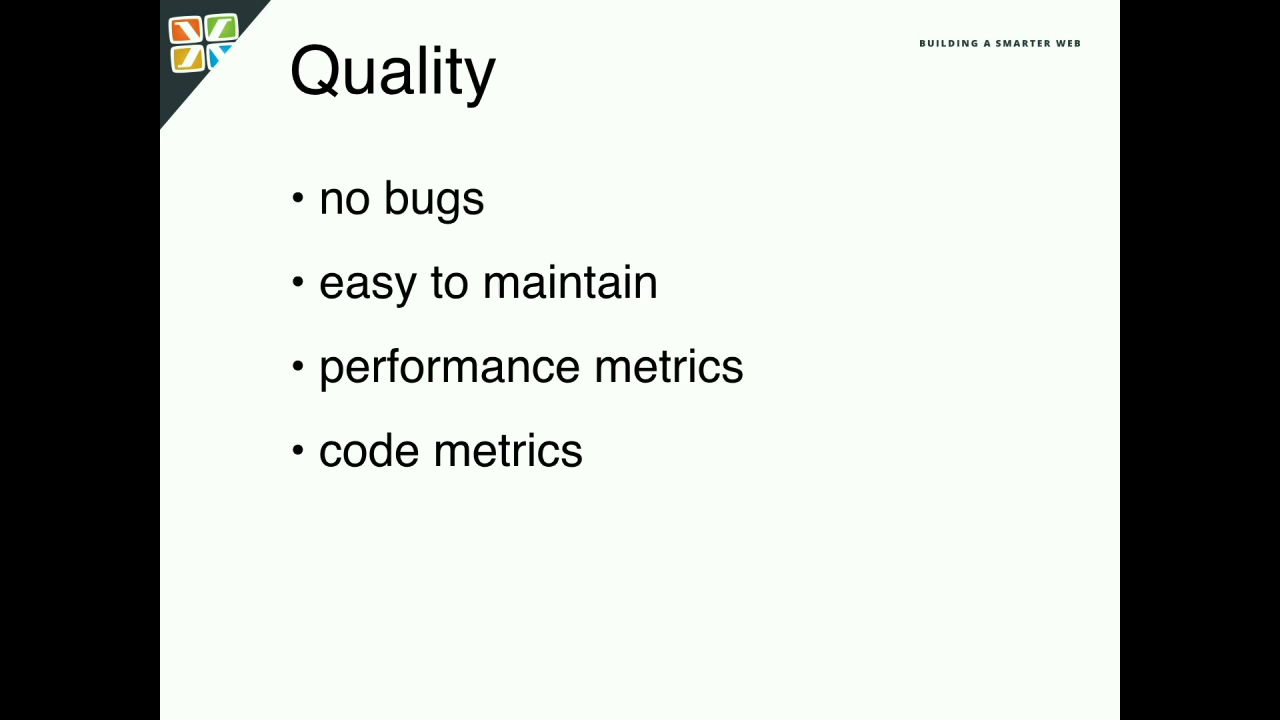 Quality
BUILDING A SMARTER WEB
• no bugs
• easy to maintain
• performance metrics
• code metrics